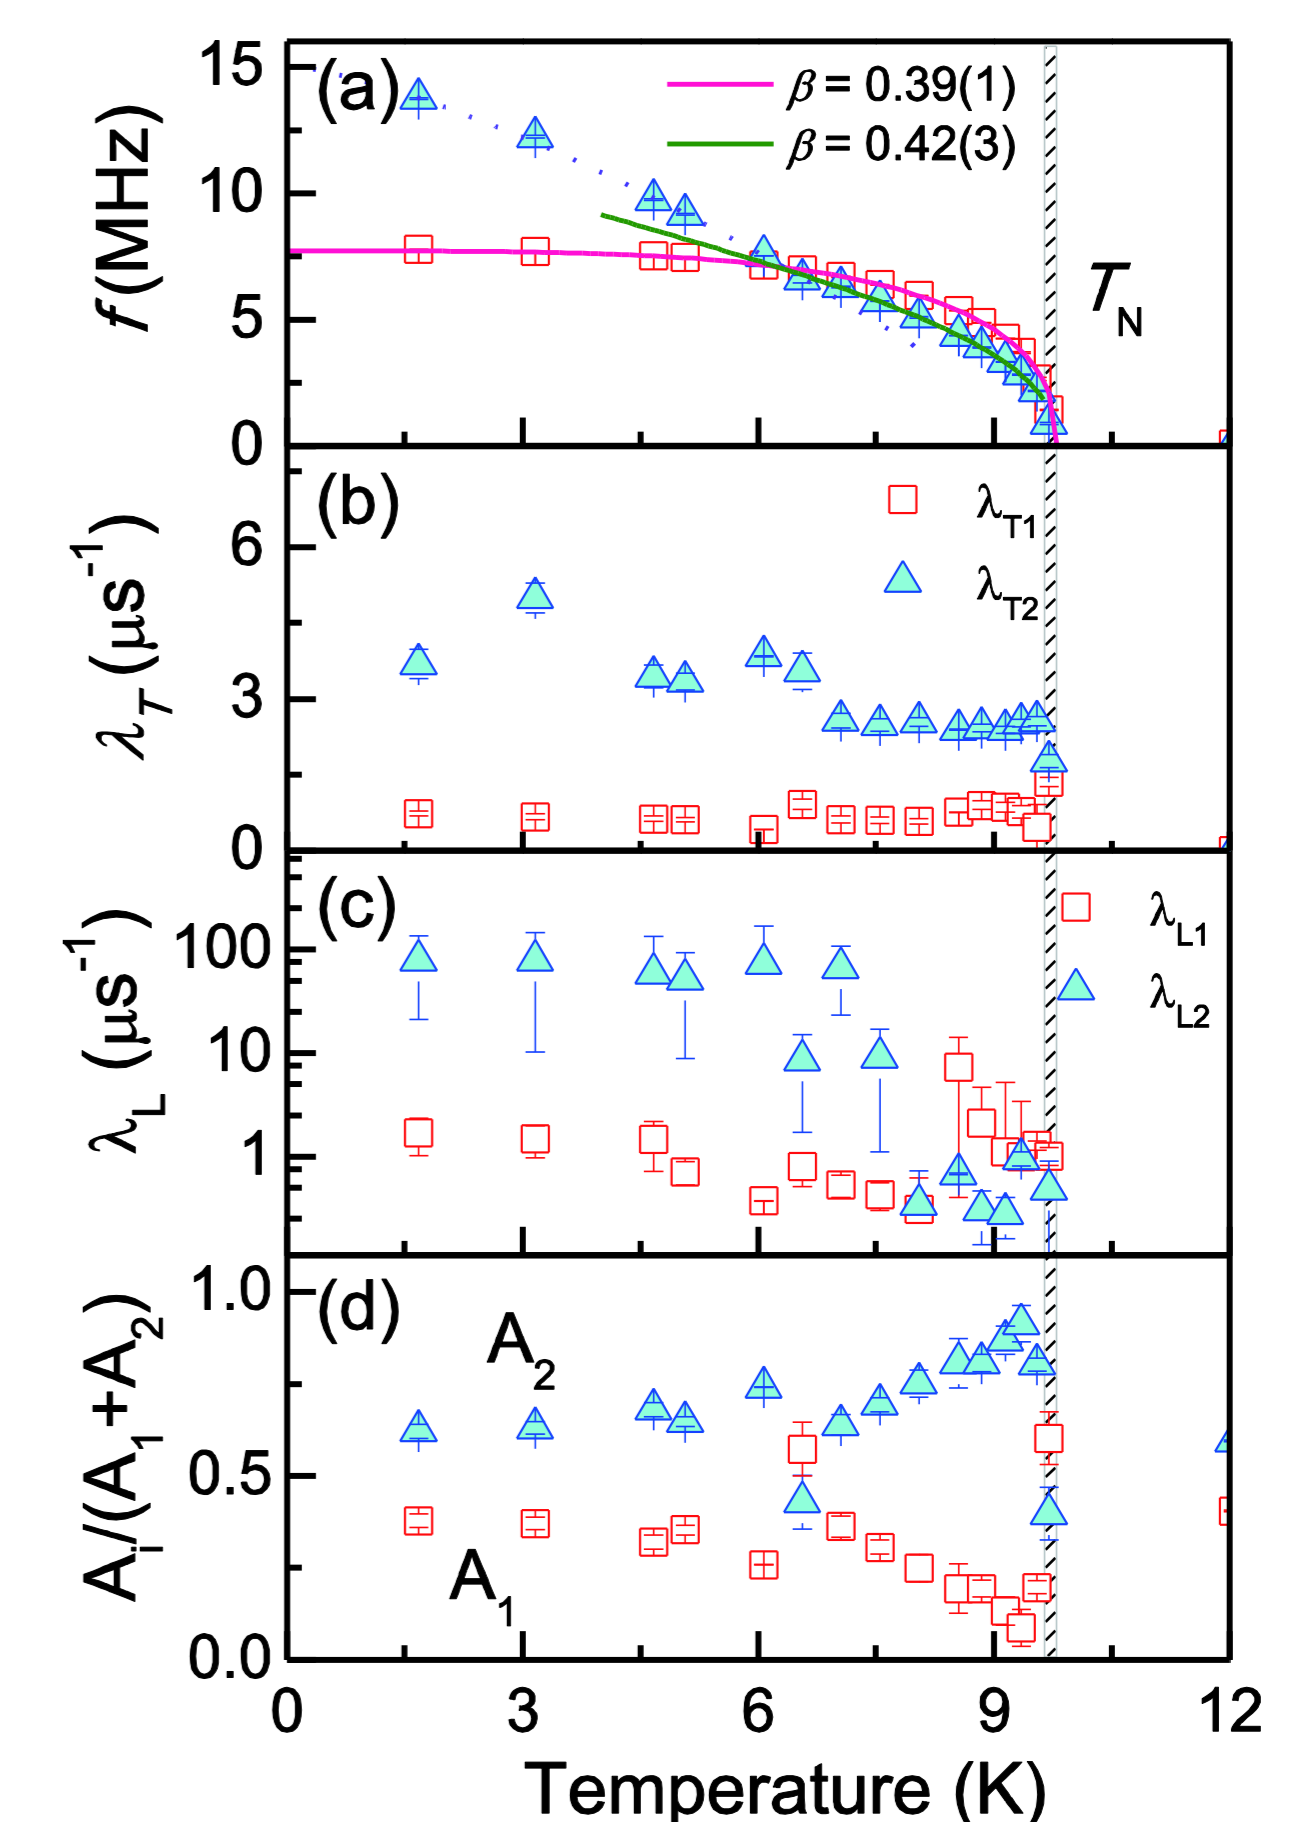 (a)
β = 0.39(1)
β = 0.42(3)
15
10
5
0
f (MHz)
T_N
(b)
λ_T1
λ_T2
6
3
0
λ_T (μs^-1)
(c)
λ_L1
λ_L2
100
10
1
λ_L (μs^-1)
(d)
A_2
A_1
1.0
0.5
0.0
A_i/(A_1+A_2)
0 3 6 9 12
Temperature (K)